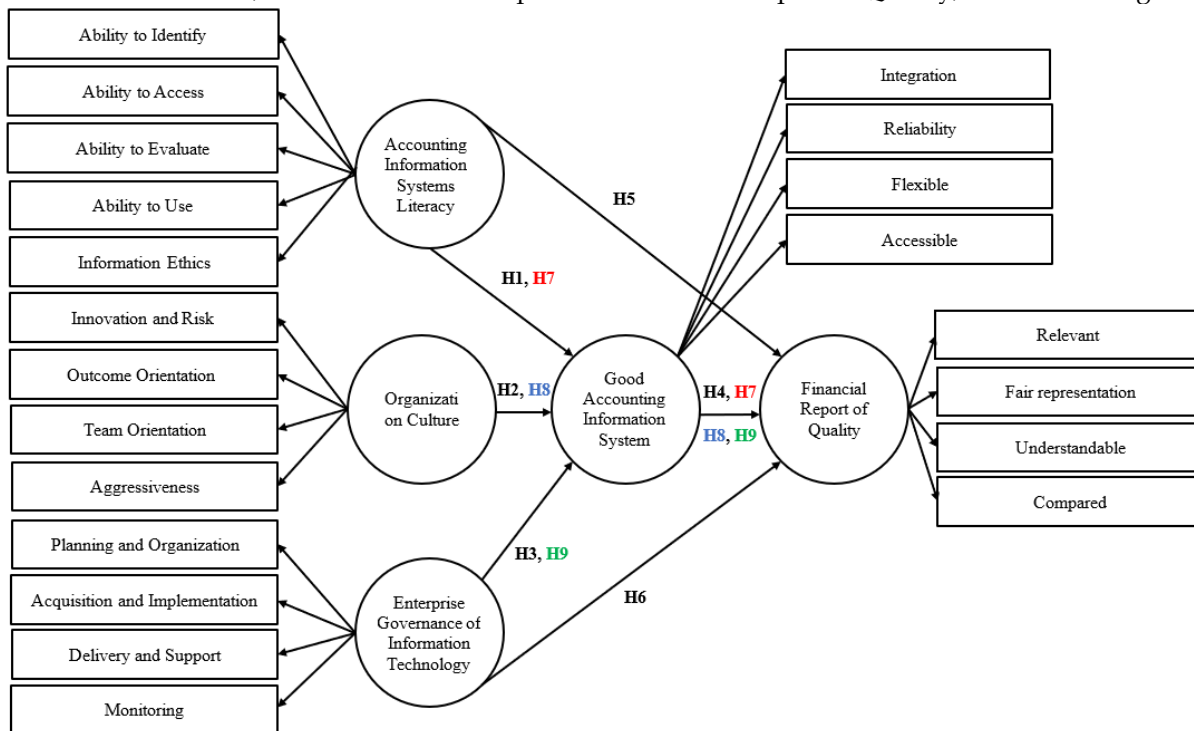 Ability to Identify
Ability to Access
Ability to Evaluate
Ability to Use
Information Ethics
Innovation and Risk
Outcome Orientation
Team Orientation
Aggressiveness
Planning and Organization
Acquisition and Implementation
Delivery and Support
Monitoring
Accounting
Information
Systems
Literacy
Organizati
on Culture
Enterprise
Governance of
Information
Technology
H5
H1, H7
H2, H8
H3, H9
H6
Good
Accounting
Information
System
H4, H7
H8, H9
Financial
Report of
Quality
Integration
Reliability
Flexible
Accessible
Relevant
Fair representation
Understandable
Compared